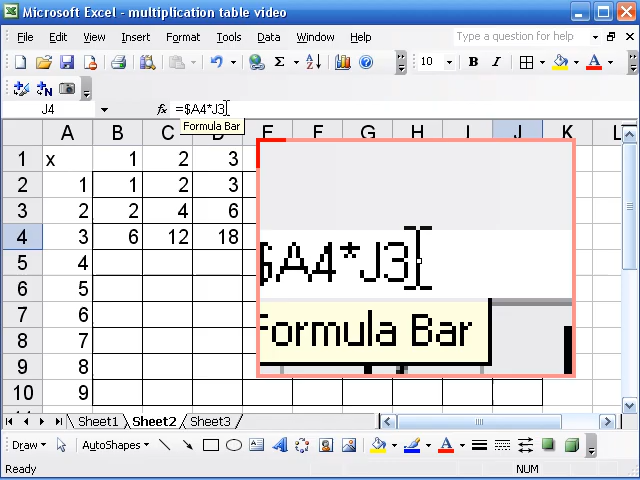 Microsoft Excel - multiplication table video
File Edit View Insert Format Tools Data Window Help Type a question for help
10 B I A
J4 fx =$A4*J3
Formula Bar
A B C D E F G H I J K L
1 x 1 2 3
2 1 1 2 3
3 2 2 4 6
4 3 6 12 18
$A4*J3
5 4
6 5
Formula Bar
7 6
8 7
9 8
10 9
Sheet1 Sheet2 Sheet3
Draw AutoShapes A A
Ready NUM